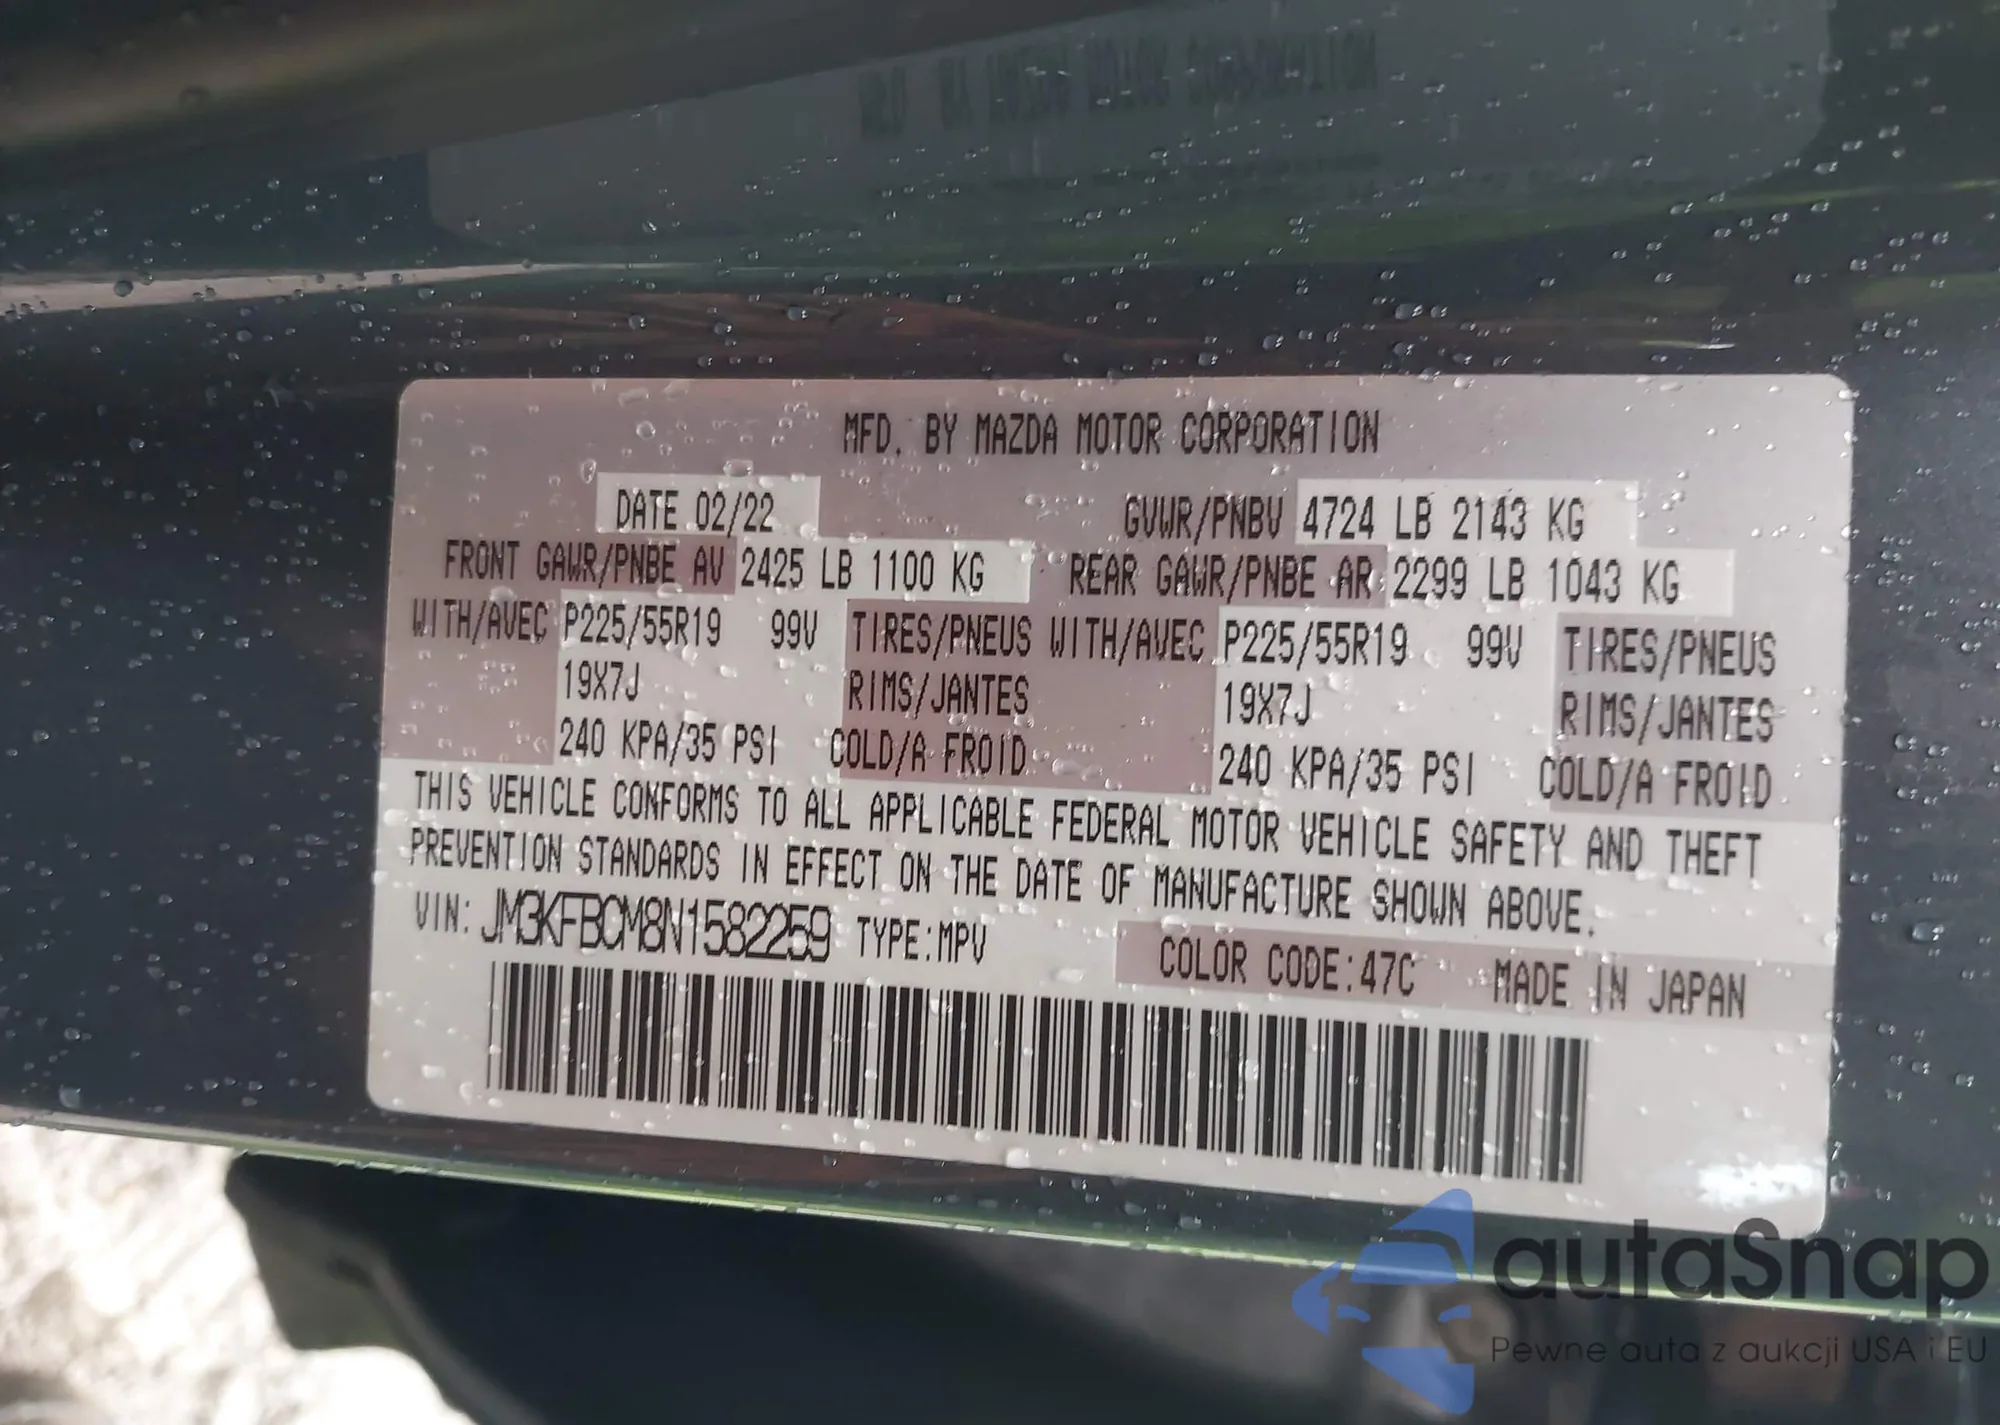 MFD. BY MAZDA MOTOR CORPORATION
DATE 02/22 GVWR/PNBV 4724 LB 2143 KG
FRONT GAWR/PNBE AV 2425 LB 1100 KG REAR GAWR/PNBE AR 2299 LB 1043 KG
WITH/AVEC P225/55R19 99V TIRES/PNEUS WITH/AVEC P225/55R19 99V TIRES/PNEUS
19X7J RIMS/JANTES 19X7J RIMS/JANTES
240 KPA/35 PSI COLD/A FROID 240 KPA/35 PSI COLD/A FROID
THIS VEHICLE CONFORMS TO ALL APPLICABLE FEDERAL MOTOR VEHICLE SAFETY AND THEFT
PREVENTION STANDARDS IN EFFECT ON THE DATE OF MANUFACTURE SHOWN ABOVE.
VIN: JM3KFBCM8N1582259 TYPE:MPV COLOR CODE:47C MADE IN JAPAN
autaSnap
Pewne auta z aukcji USA i EU